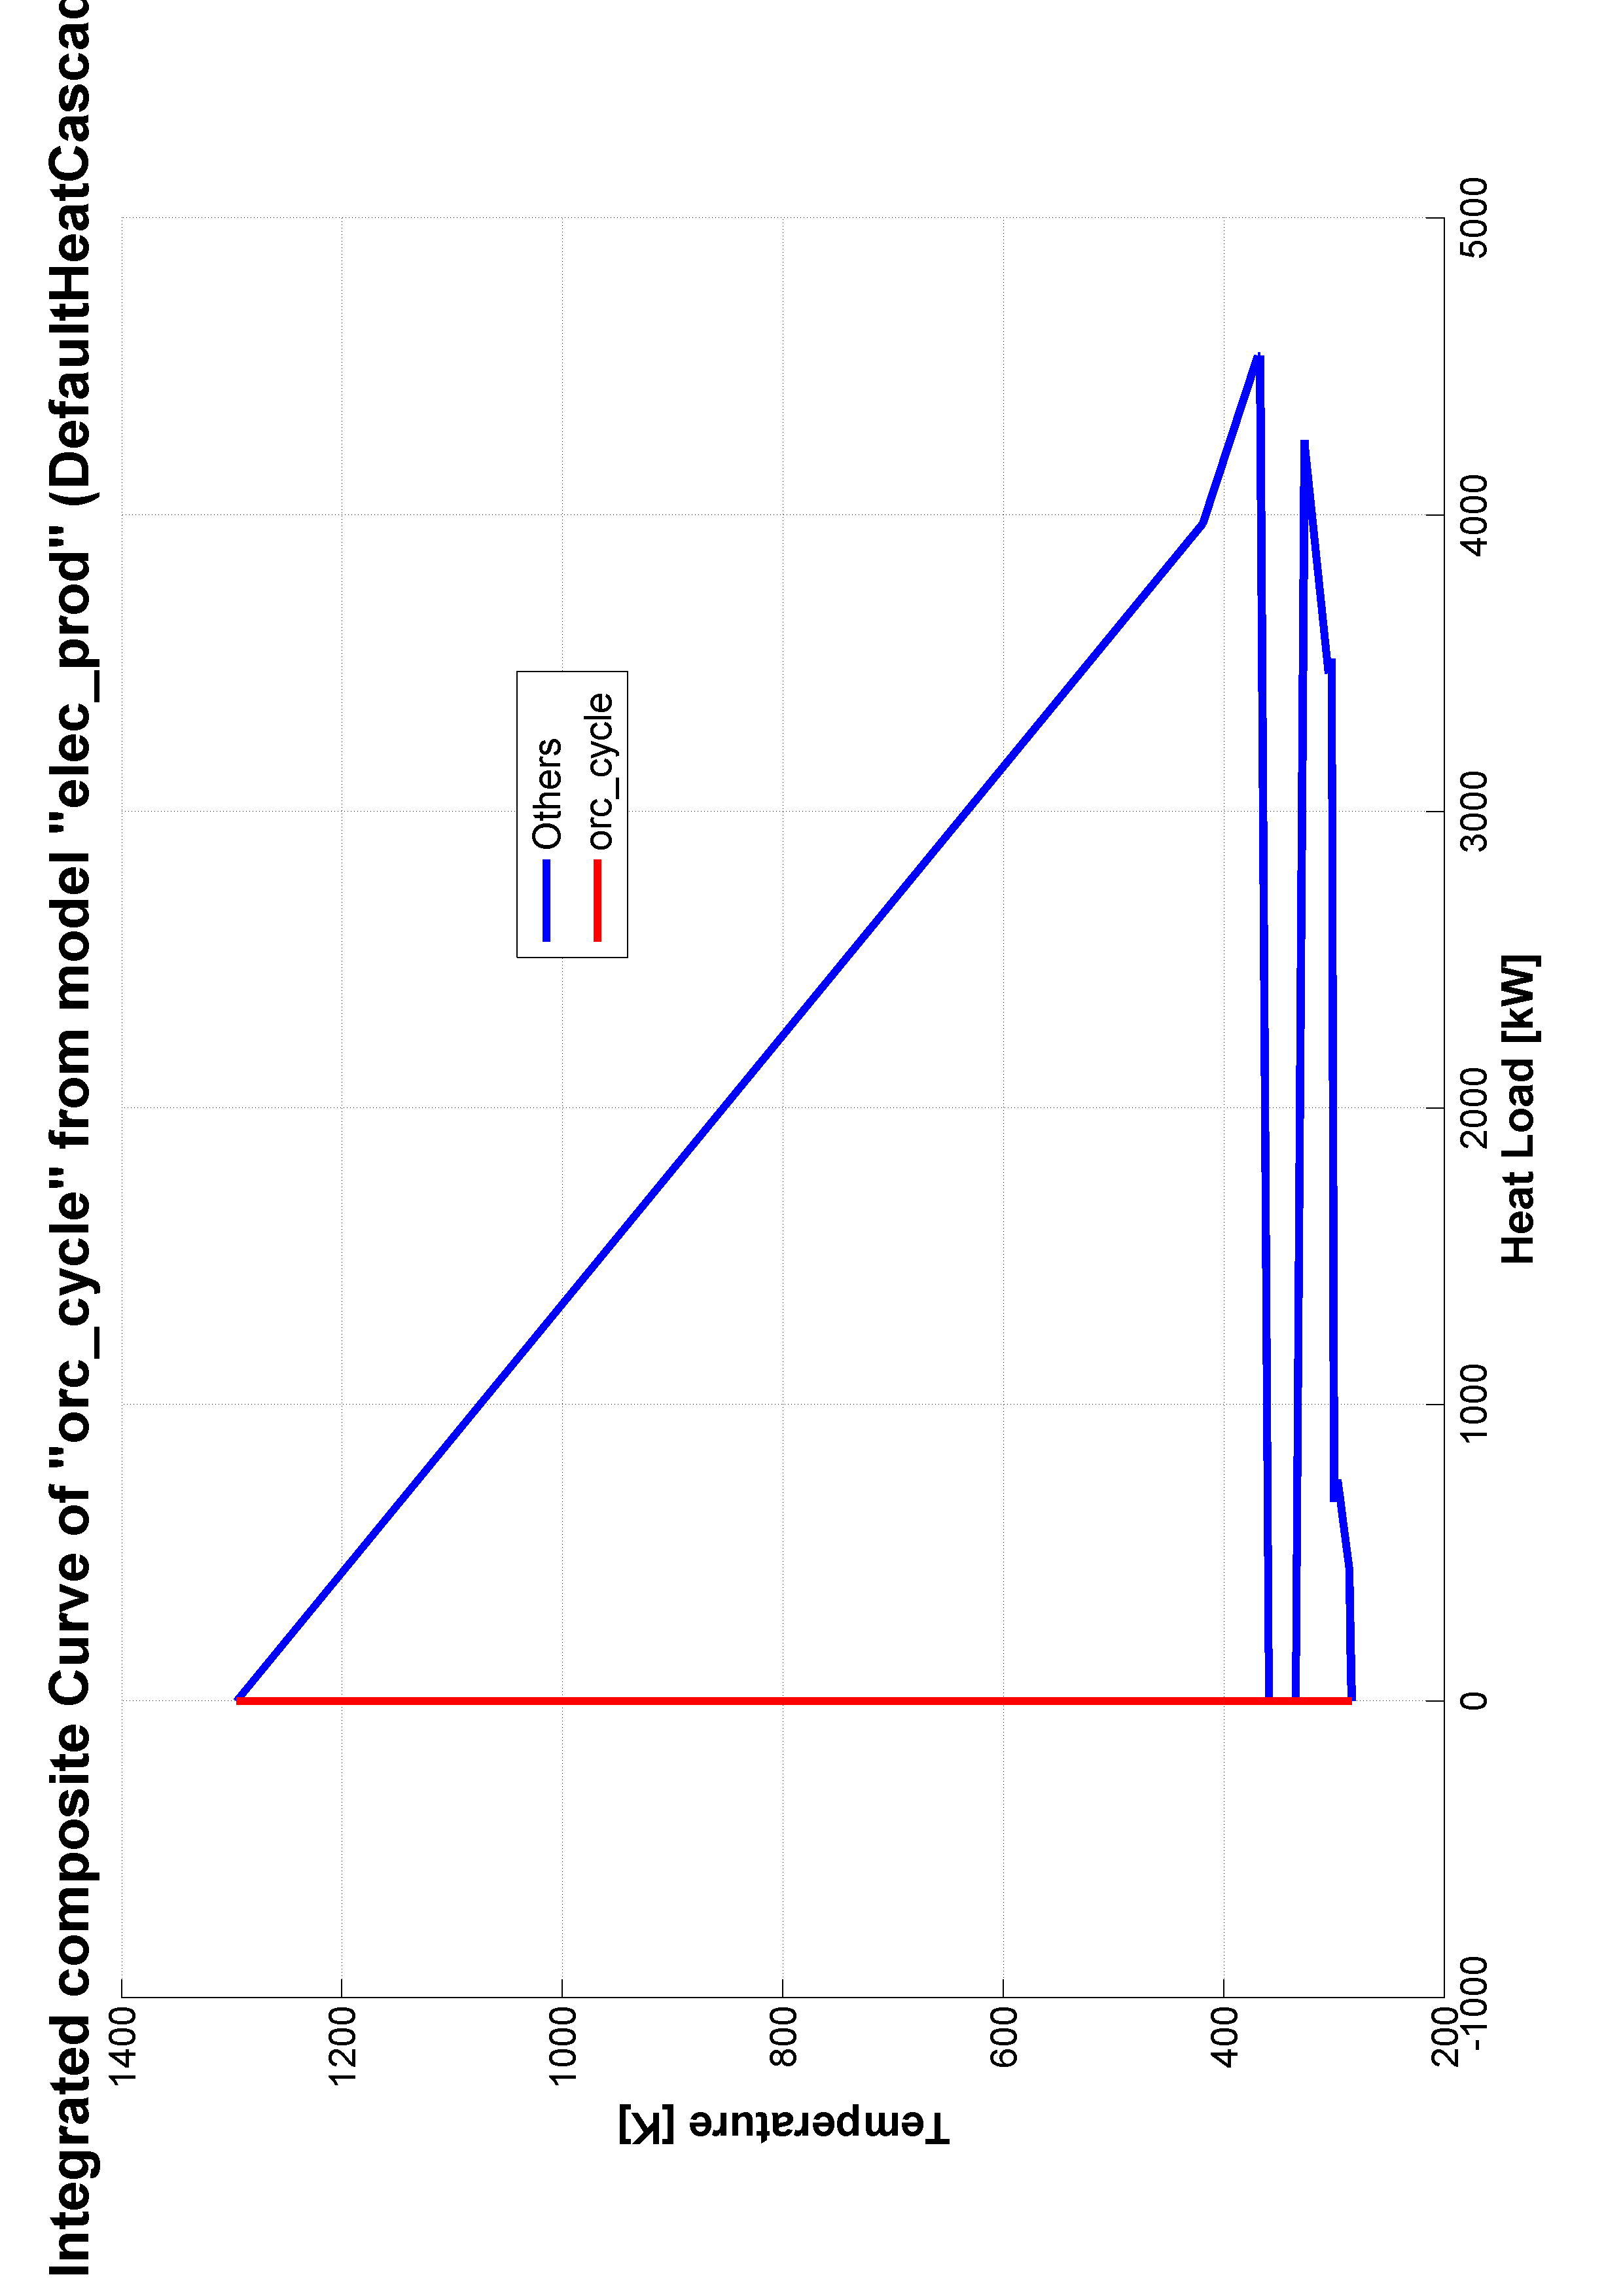 Integrated composite Curve of "orc_cycle" from model "elec_prod" (DefaultHeatCascad
1400
1200
1000
800
600
400
200
Temperature [K]
Others
orc_cycle
-1000
0
1000
2000
3000
4000
5000
Heat Load [kW]